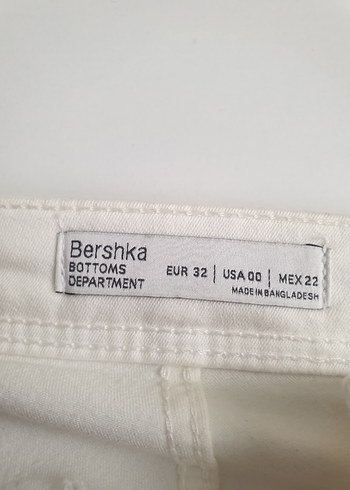 Bershka
BOTTOMS
DEPARTMENT
EUR 32 | USA 00 | MEX 22
MADE IN BANGLADESH